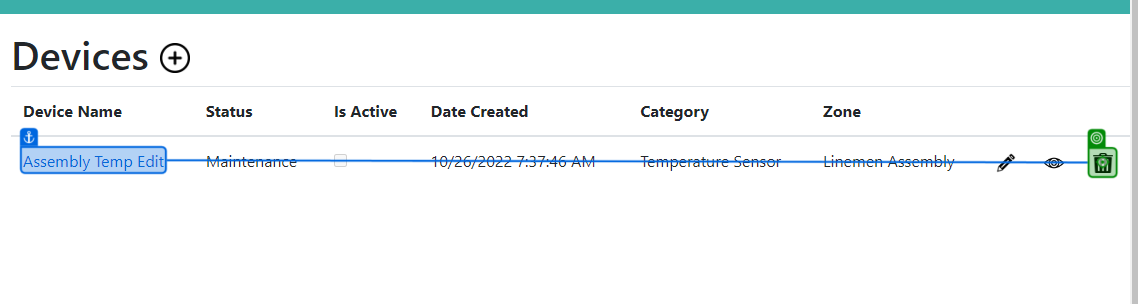 Devices
Device Name Status Is Active Date Created Category Zone
Assembly Temp Edit Maintenance 10/26/2022 7:37:46 AM Temperature Sensor Linemen Assembly